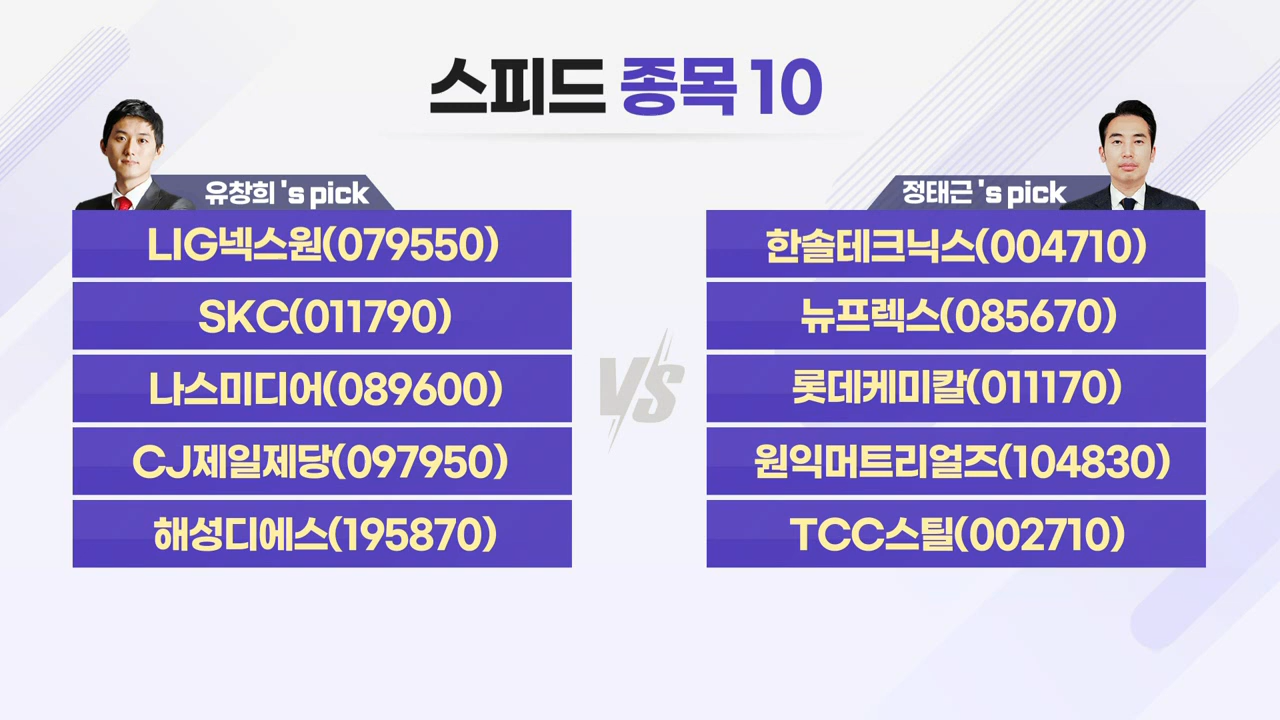 스피드 종목 10
유창희 's pick
LIG넥스원(079550)
SKC(011790)
나스미디어(089600)
CJ제일제당(097950)
해성디에스(195870)
VS
정태근 's pick
한솔테크닉스(004710)
뉴프렉스(085670)
롯데케미칼(011170)
원익머트리얼즈(104830)
TCC스틸(002710)